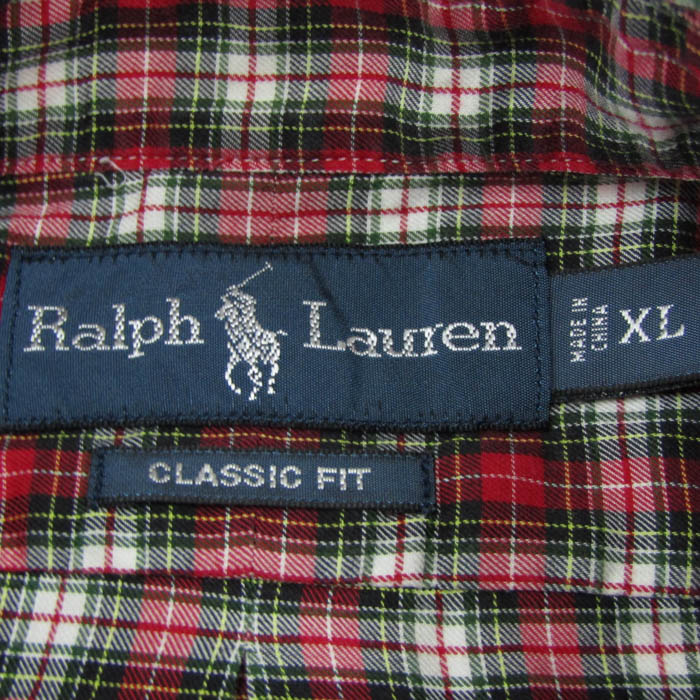 Ralph Lauren
MADE IN
CHINA
XL
CLASSIC FIT